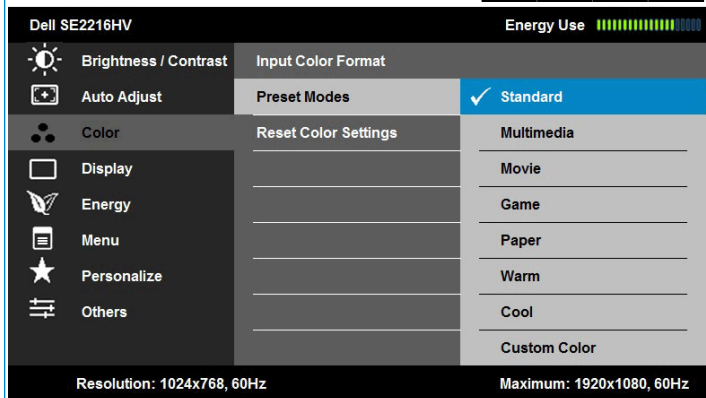 Dell SE2216HV Energy Use
Brightness / Contrast Input Color Format
Auto Adjust Preset Modes Standard
Color Reset Color Settings Multimedia
Display Movie
Energy Game
Menu Paper
Personalize Warm
Others Cool
Custom Color
Resolution: 1024x768, 60Hz Maximum: 1920x1080, 60Hz